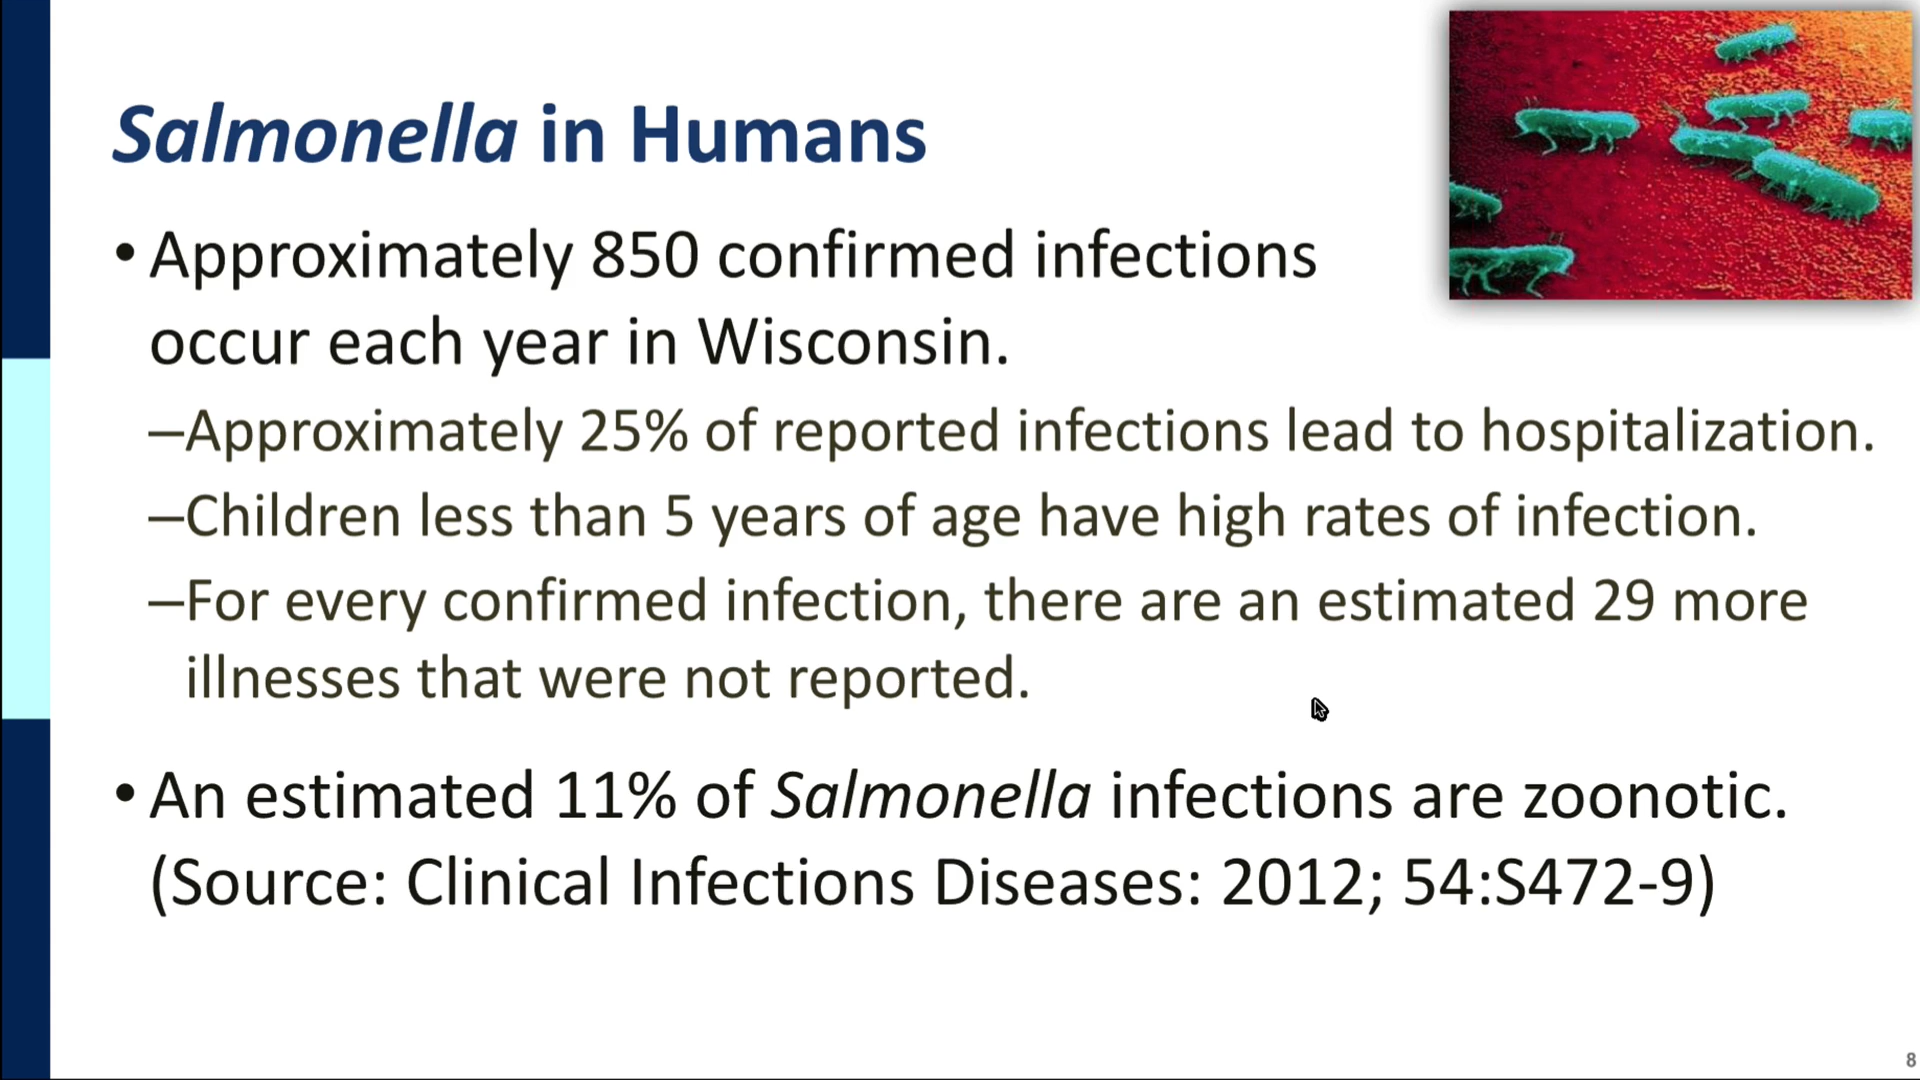 Salmonella in Humans
• Approximately 850 confirmed infections
occur each year in Wisconsin.
–Approximately 25% of reported infections lead to hospitalization.
–Children less than 5 years of age have high rates of infection.
–For every confirmed infection, there are an estimated 29 more
illnesses that were not reported.
• An estimated 11% of Salmonella infections are zoonotic.
(Source: Clinical Infections Diseases: 2012; 54:S472-9)
8